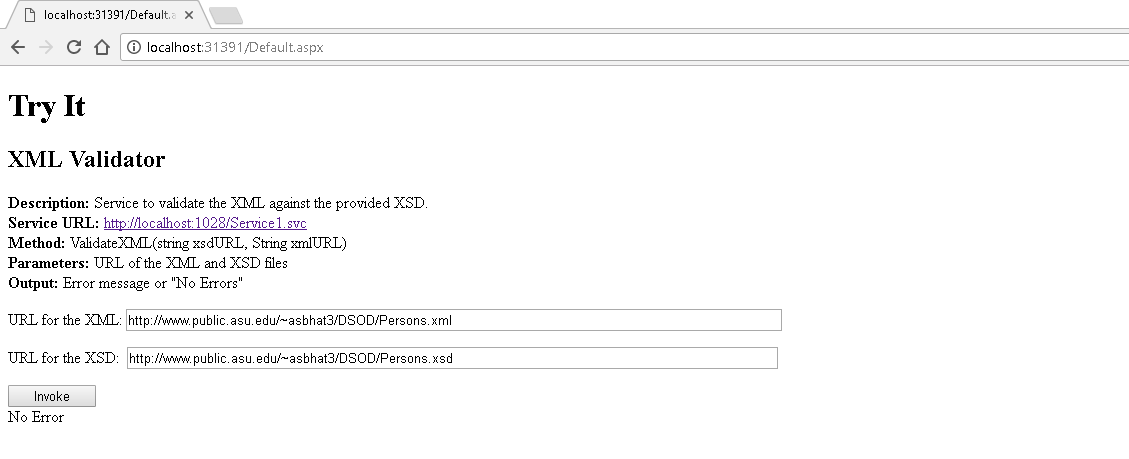 localhost:31391/Default.a
localhost:31391/Default.aspx
Try It
XML Validator
Description: Service to validate the XML against the provided XSD.
Service URL: http://localhost:1028/Service1.svc
Method: ValidateXML(string xsdURL, String xmlURL)
Parameters: URL of the XML and XSD files
Output: Error message or "No Errors"
URL for the XML: http://www.public.asu.edu/~asbhat3/DSOD/Persons.xml
URL for the XSD: http://www.public.asu.edu/~asbhat3/DSOD/Persons.xsd
Invoke
No Error